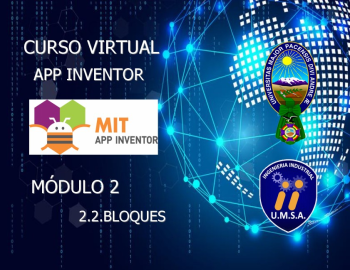 CURSO VIRTUAL
APP INVENTOR
MIT
APP INVENTOR
MÓDULO 2
2.2.BLOQUES
INGENIERIA INDUSTRIAL
U.M.S.A.